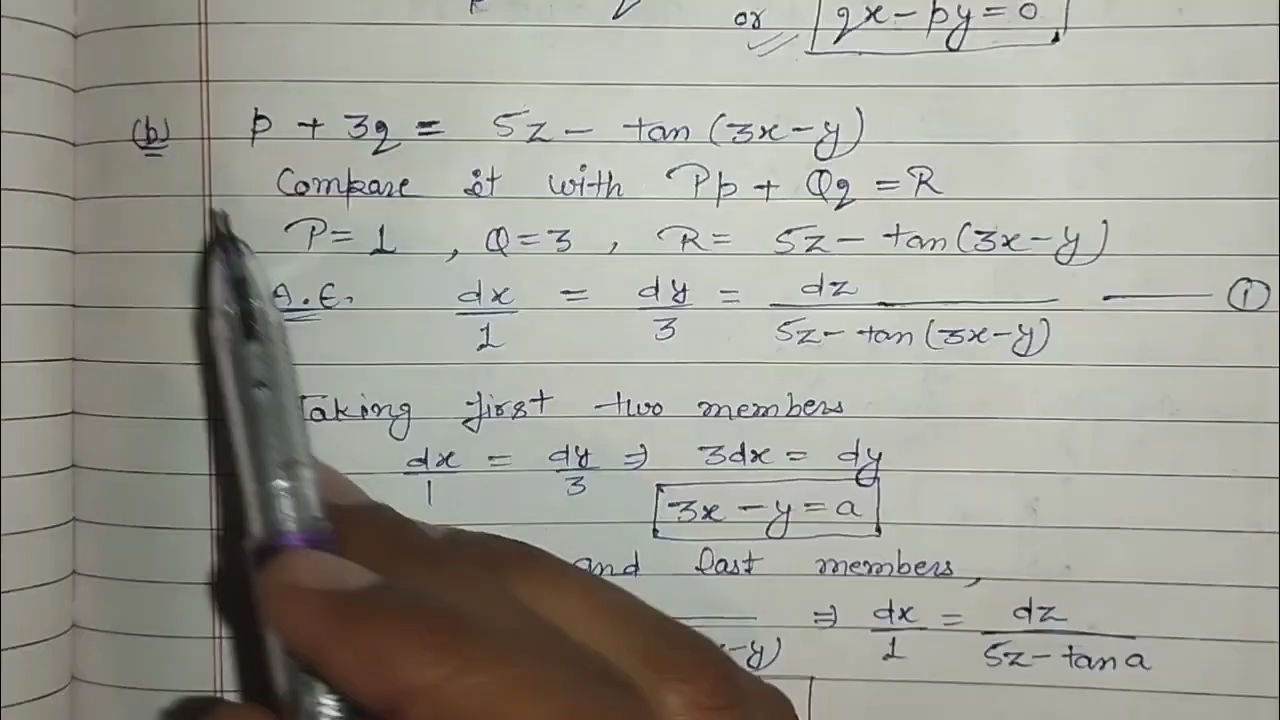 or qx - py = 0
(b) p + 3q = 5z - tan (3x - y)
Compare it with Pp + Qq = R
P = 1 , Q = 3 , R = 5z - tan (3x - y)
A.E. dx/1 = dy/3 = dz/(5z - tan (3x - y)) —— ①
Taking first two members
dx/1 = dy/3 ⇒ 3dx = dy
3x - y = a
and last members,
-y) ⇒ dx/1 = dz/(5z - tan a)